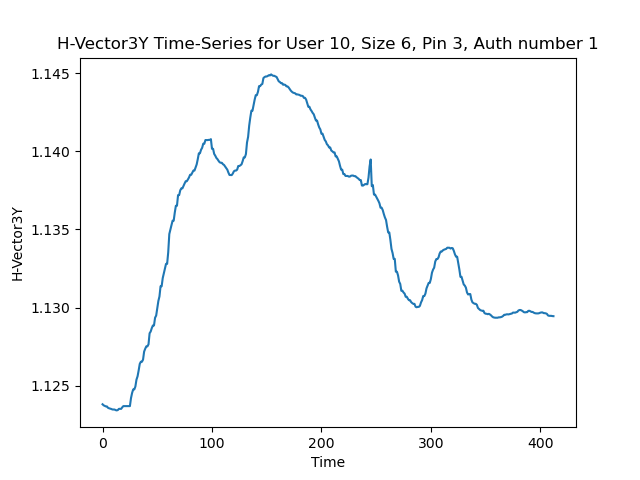 H-Vector3Y Time-Series for User 10, Size 6, Pin 3, Auth number 1
1.145
1.140
1.135
1.130
1.125
H-Vector3Y
0 100 200 300 400
Time